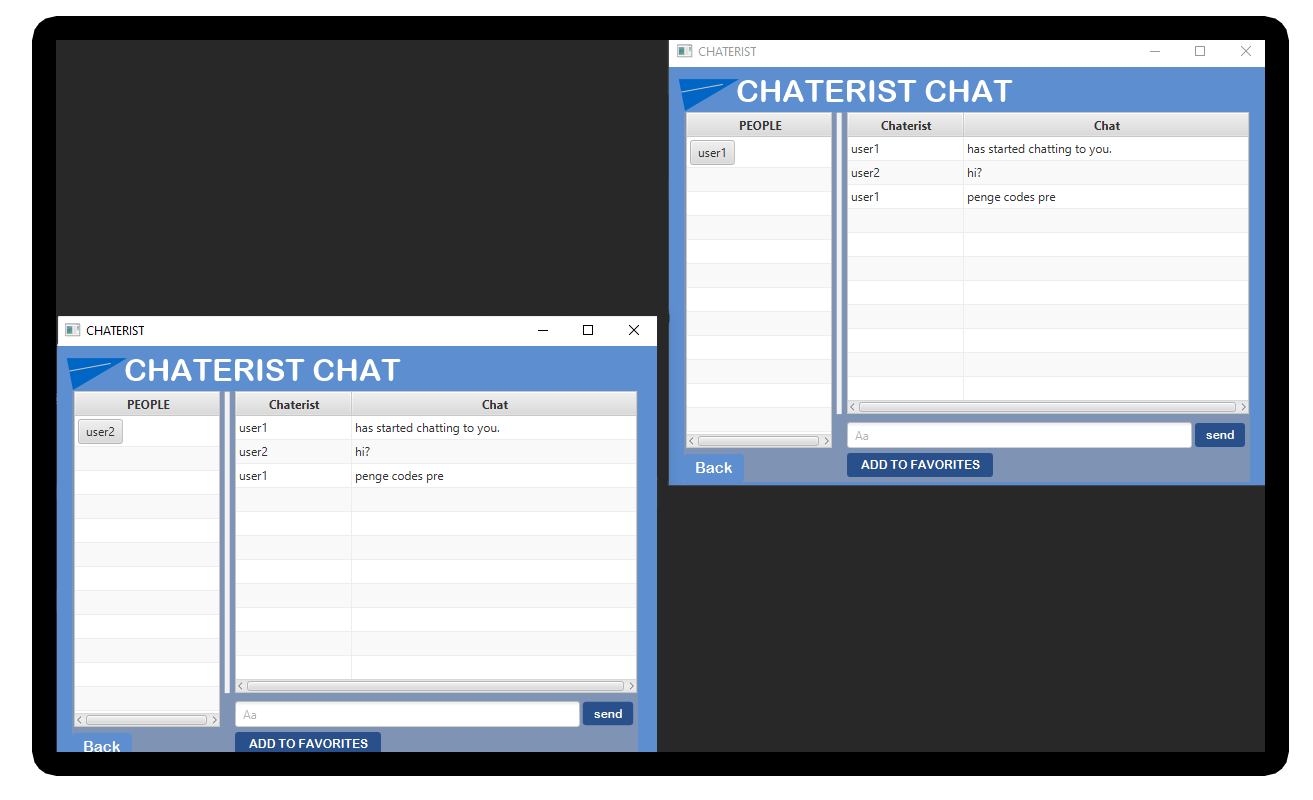 CHATERIST
CHATERIST CHAT
PEOPLE Chaterist Chat
user1 user1 has started chatting to you.
user2 hi?
user1 penge codes pre
Aa send
Back ADD TO FAVORITES
CHATERIST
CHATERIST CHAT
PEOPLE Chaterist Chat
user2 user1 has started chatting to you.
user2 hi?
user1 penge codes pre
Aa send
Back ADD TO FAVORITES